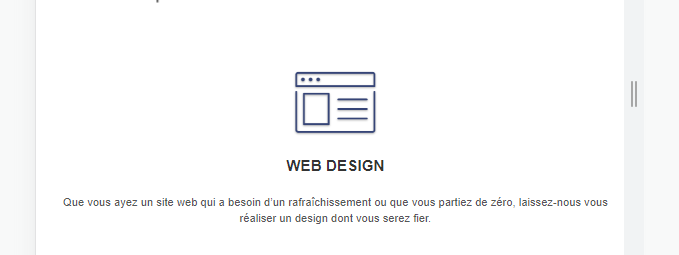 WEB DESIGN
Que vous ayez un site web qui a besoin d'un rafraîchissement ou que vous partiez de zéro, laissez-nous vous
réaliser un design dont vous serez fier.